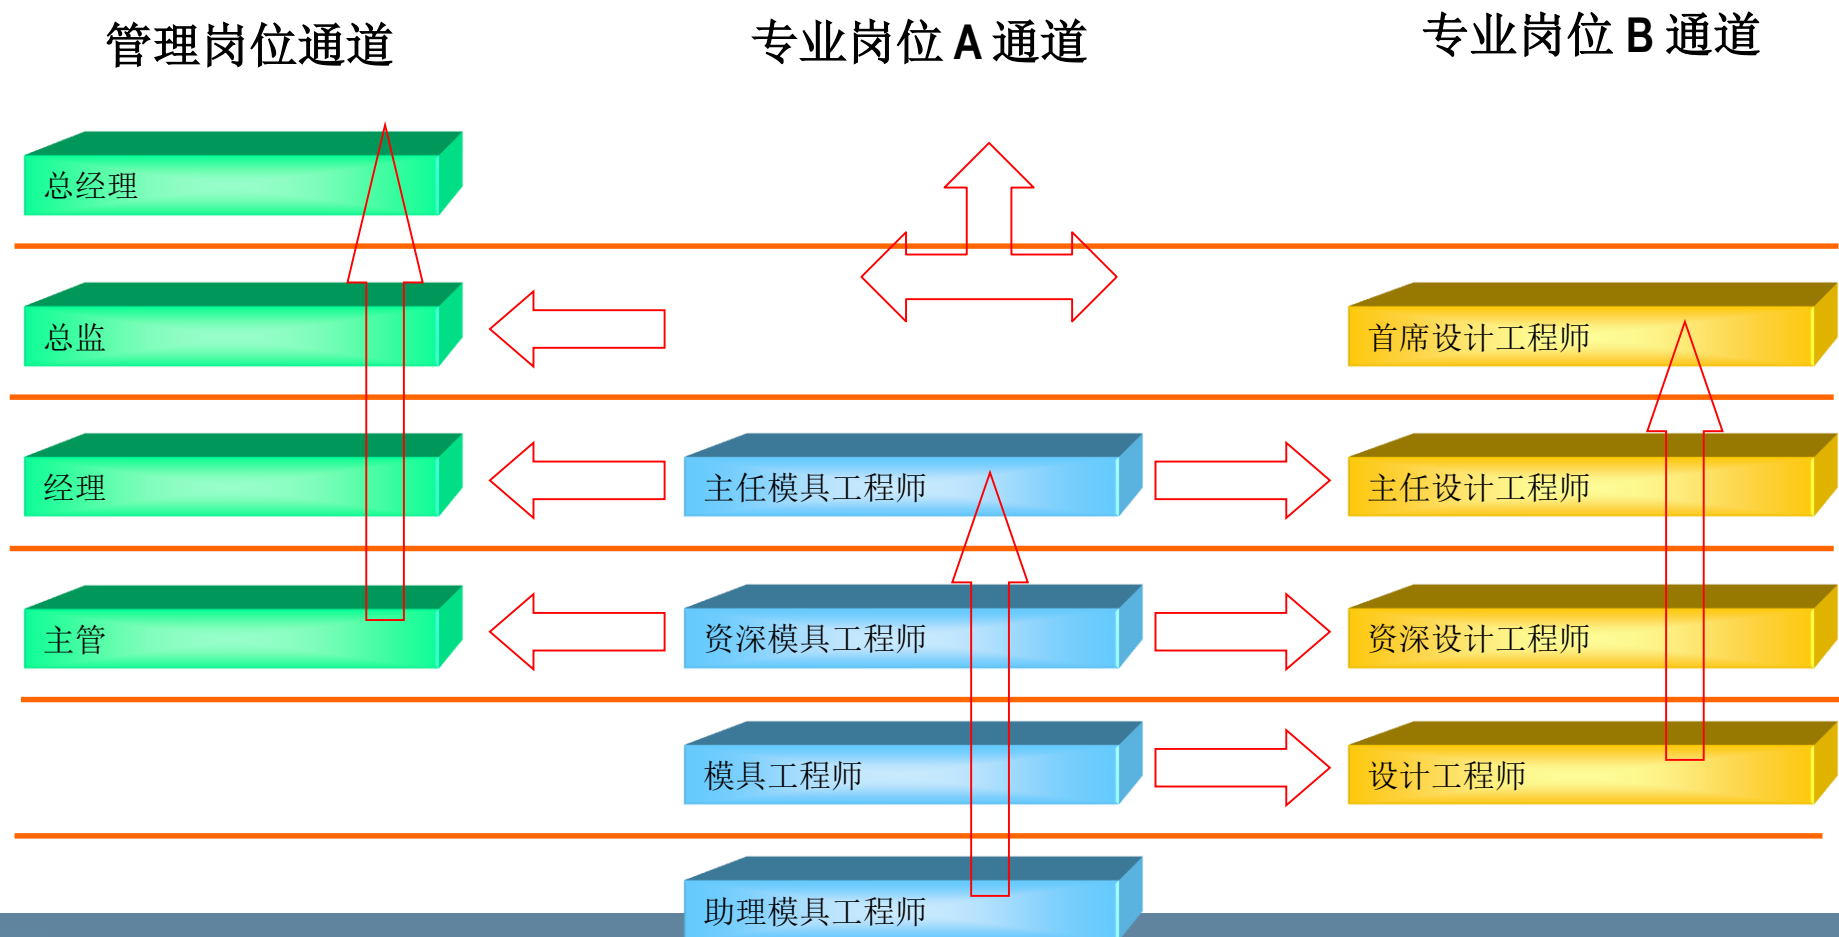 管理岗位通道
专业岗位 A 通道
专业岗位 B 通道
总经理
总监
首席设计工程师
经理
主任模具工程师
主任设计工程师
主管
资深模具工程师
资深设计工程师
模具工程师
设计工程师
助理模具工程师